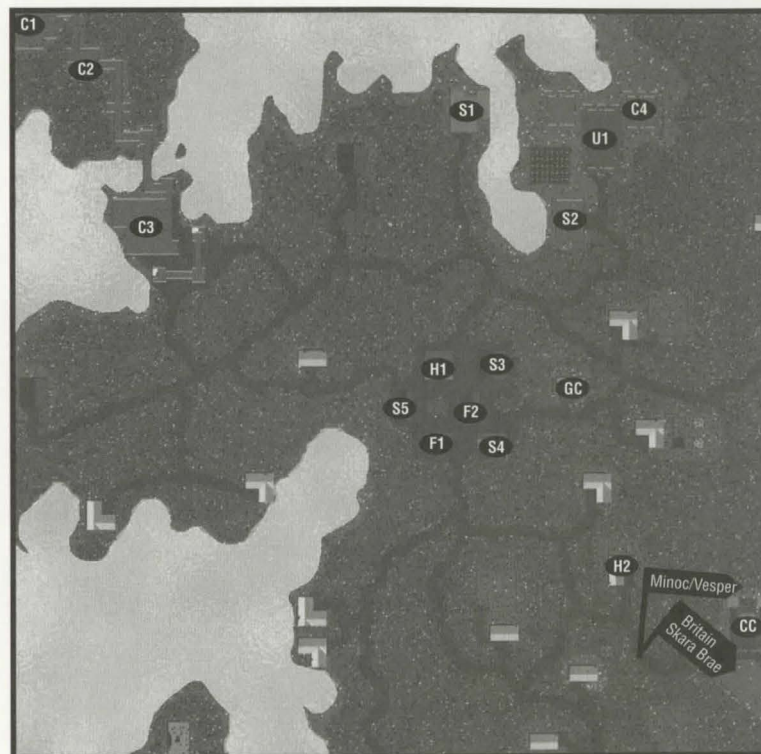 C1
C2
S1
C4
U1
S2
C3
H1
S3
GC
S5
F2
F1
S4
H2
Minoc/Vesper
Britain
Skara Brae
CC